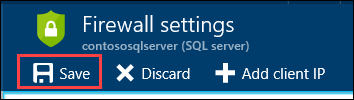 Firewall settings
contososqlserver (SQL server)
Save Discard Add client IP